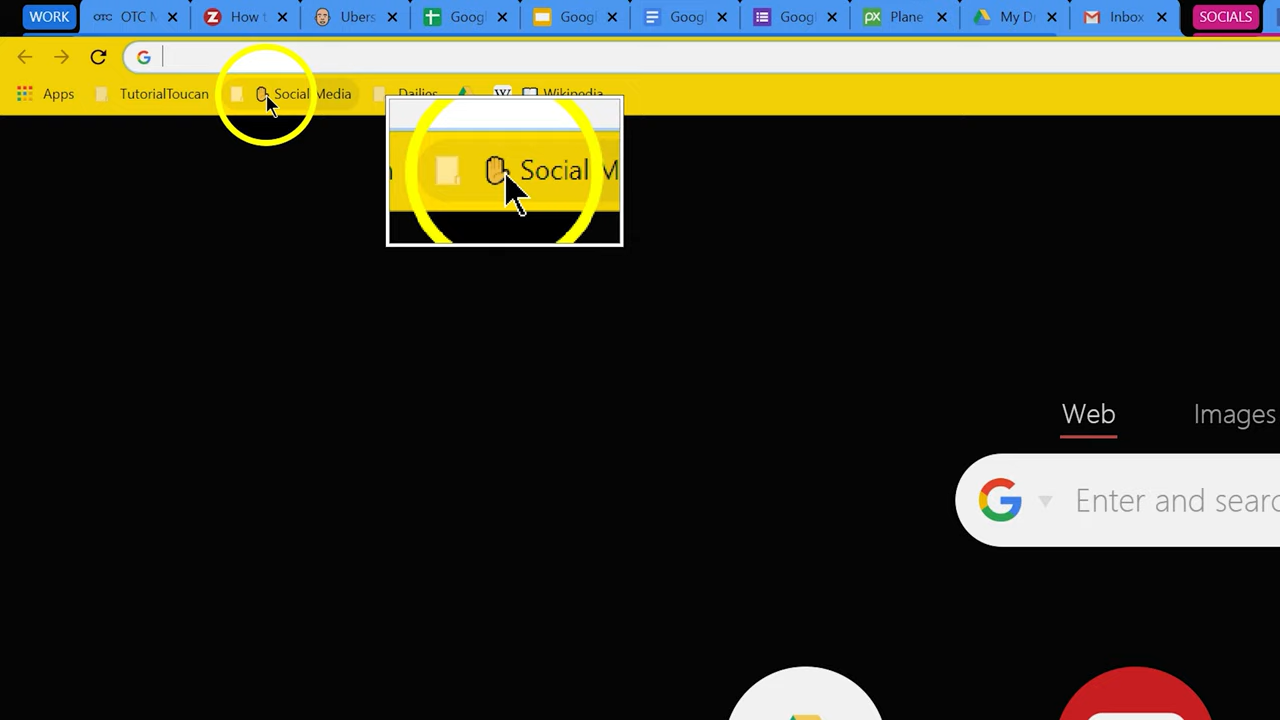 WORK OTC M How t Ubers Googl Googl Googl Googl Plane My Dr Inbox SOCIALS
Apps TutorialToucan Social Media Dailies W Wikipedia
Social M
Web Images
Enter and searc